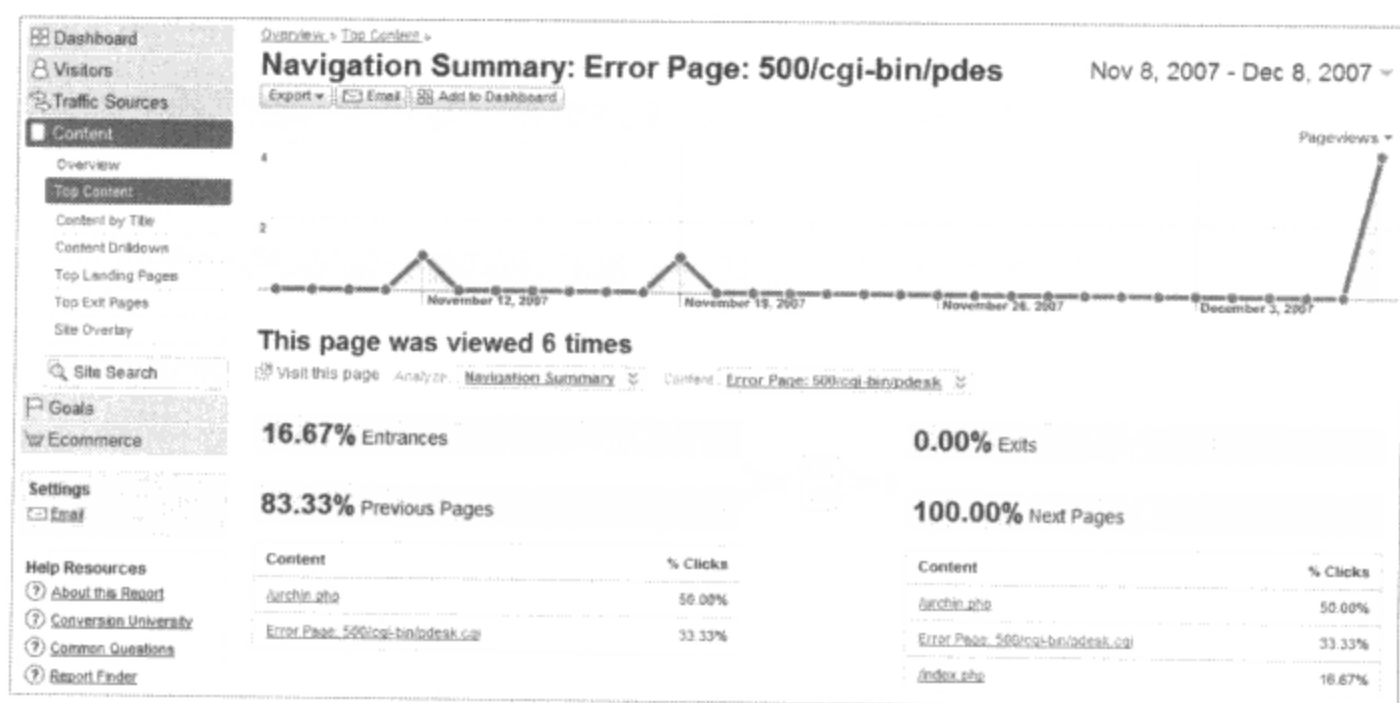 Dashboard
Visitors
Traffic Sources
Content
Overview
Top Content
Content by Title
Content Drilldown
Top Landing Pages
Top Exit Pages
Site Overlay
Site Search
Goals
Ecommerce
Settings
Email
Help Resources
About this Report
Conversion University
Common Questions
Report Finder
Overview > Top Content >
Navigation Summary: Error Page: 500/cgi-bin/pdes
Nov 8, 2007 - Dec 8, 2007
Export Email Add to Dashboard
Pageviews
4
2
November 12, 2007 November 19, 2007 November 26, 2007 December 3, 2007
This page was viewed 6 times
Visit this page Analyze: Navigation Summary Content: Error Page: 500/cgi-bin/pdesk
16.67% Entrances
83.33% Previous Pages
Content % Clicks
/urchin.php 50.00%
Error Page: 500/cgi-bin/pdesk.cgi 33.33%
0.00% Exits
100.00% Next Pages
Content % Clicks
/urchin.php 50.00%
Error Page: 500/cgi-bin/pdesk.cgi 33.33%
/index.php 16.67%